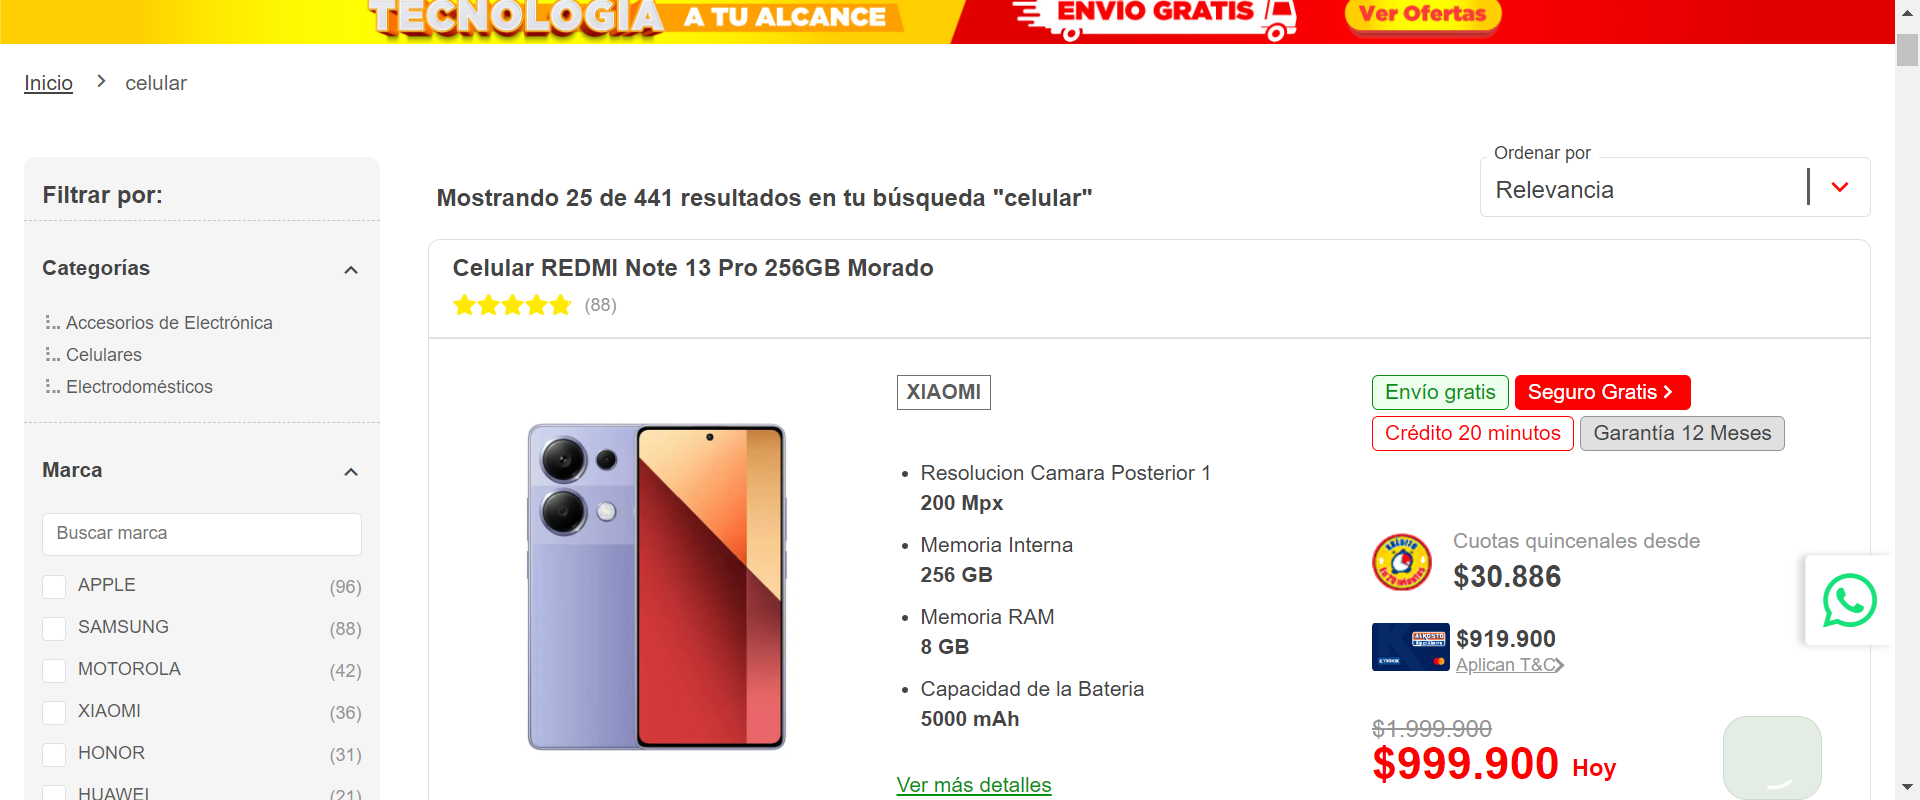 TECNOLOGÍA A TU ALCANCE ENVÍO GRATIS Ver Ofertas
Inicio celular
Filtrar por:
Categorías
Accesorios de Electrónica
Celulares
Electrodomésticos
Marca
Buscar marca
APPLE (96)
SAMSUNG (88)
MOTOROLA (42)
XIAOMI (36)
HONOR (31)
HUAWEI (21)
Mostrando 25 de 441 resultados en tu búsqueda "celular"
Ordenar por
Relevancia
Celular REDMI Note 13 Pro 256GB Morado
(88)
XIAOMI
Resolucion Camara Posterior 1
200 Mpx
Memoria Interna
256 GB
Memoria RAM
8 GB
Capacidad de la Bateria
5000 mAh
Ver más detalles
Envío gratis Seguro Gratis
Crédito 20 minutos Garantía 12 Meses
Cuotas quincenales desde
$30.886
ALKOSTO
K-TRONIX
$919.900
Aplican T&C
$1.999.900
$999.900 Hoy